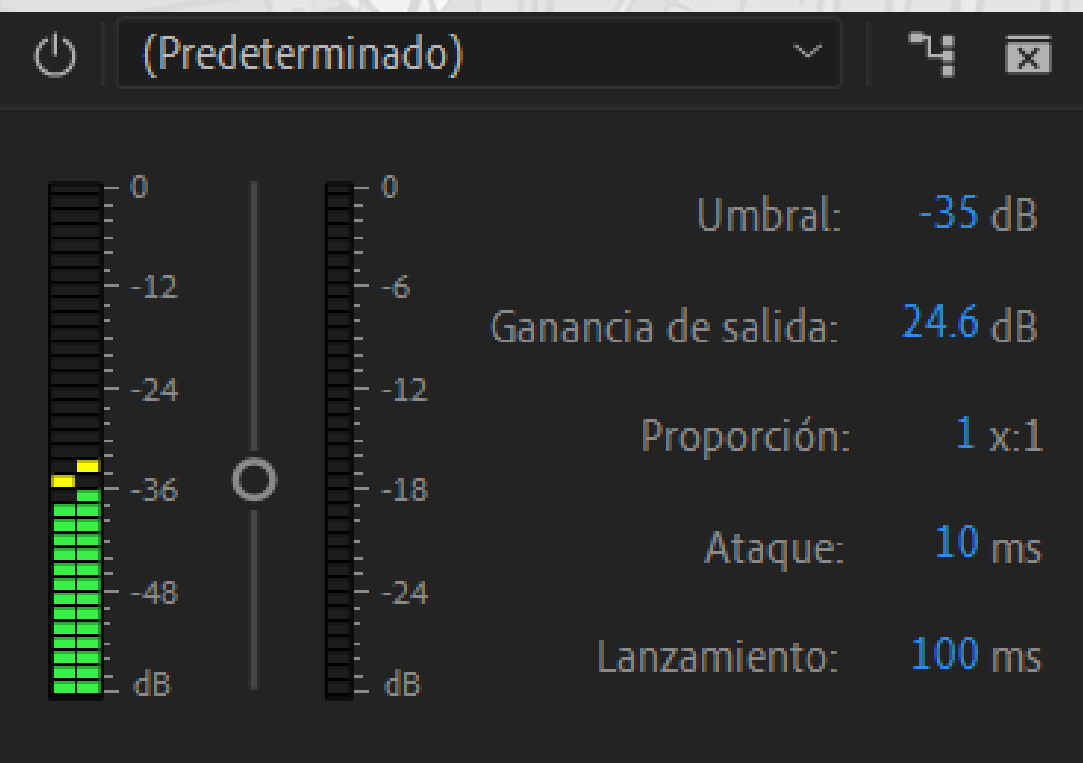 (Predeterminado)
0
-12
-24
-36
-48
dB
0
-6
-12
-18
-24
dB
Umbral: -35 dB
Ganancia de salida: 24.6 dB
Proporción: 1 x:1
Ataque: 10 ms
Lanzamiento: 100 ms